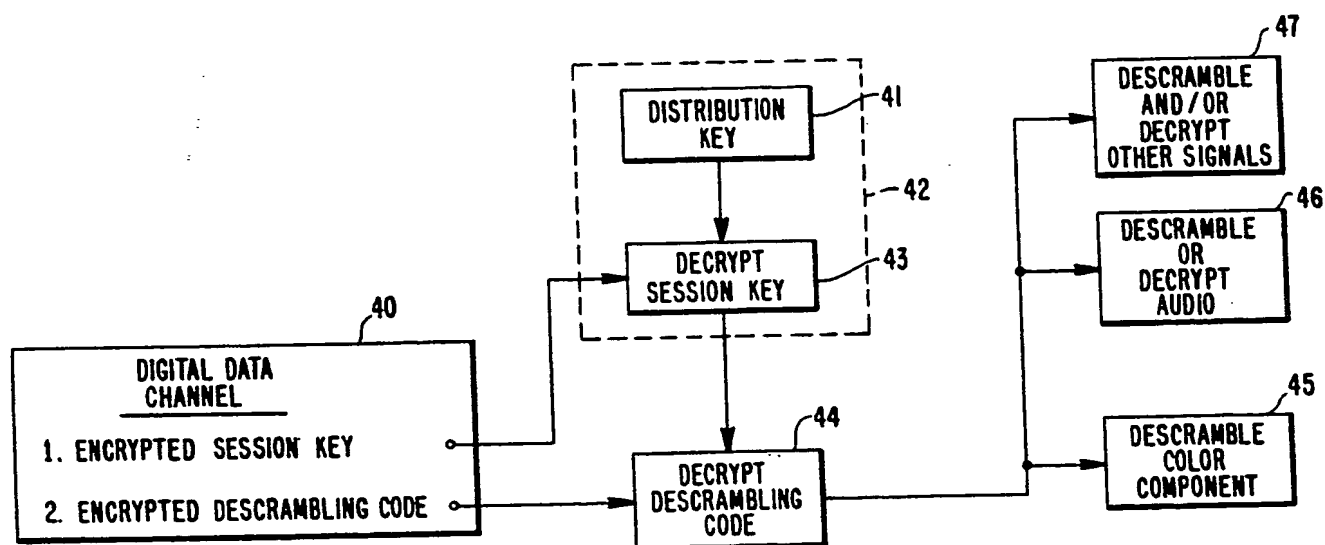 40
DIGITAL DATA
CHANNEL
1. ENCRYPTED SESSION KEY
2. ENCRYPTED DESCRAMBLING CODE
41
DISTRIBUTION
KEY
42
43
DECRYPT
SESSION KEY
44
DECRYPT
DESCRAMBLING
CODE
47
DESCRAMBLE
AND/OR
DECRYPT
OTHER SIGNALS
46
DESCRAMBLE
OR
DECRYPT
AUDIO
45
DESCRAMBLE
COLOR
COMPONENT